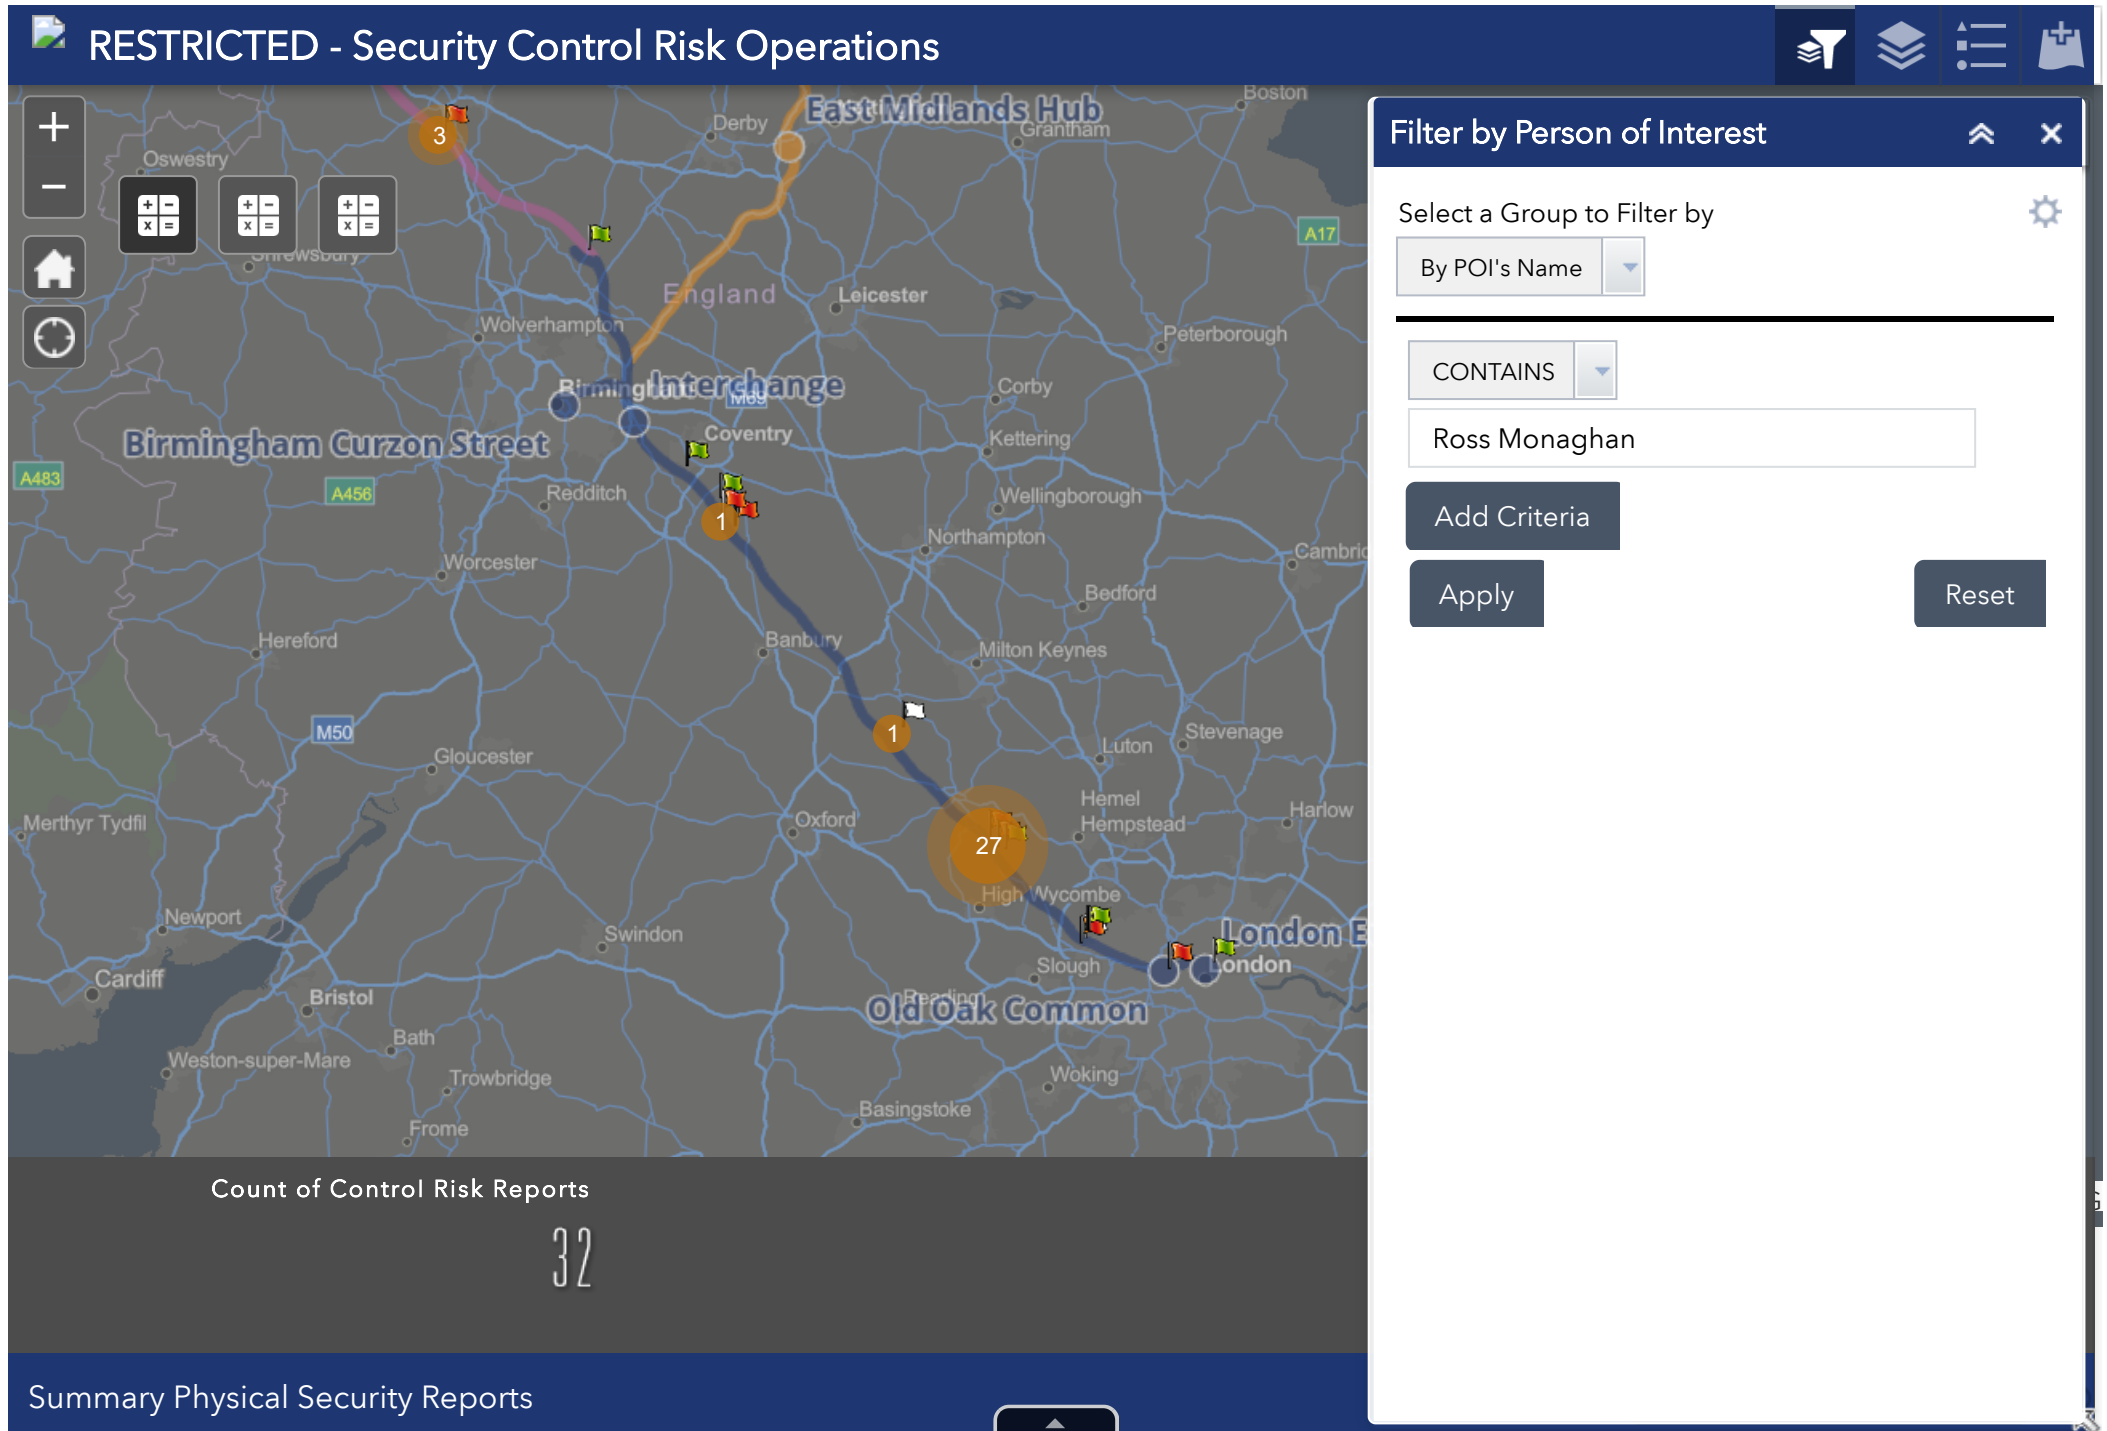 RESTRICTED - Security Control Risk Operations
East Midlands Hub
Boston
Derby
Grantham
3
Oswestry
A17
England
Leicester
Wolverhampton
Peterborough
Birmingham
Interchange
M69
Corby
Birmingham Curzon Street
Coventry
Kettering
A483
A456
Redditch
Wellingborough
1
Northampton
Worcester
Bedford
Hereford
Banbury
Milton Keynes
M50
1
Stevenage
Luton
Gloucester
Hemel
Hempstead
Harlow
Merthyr Tydfil
Oxford
27
High Wycombe
Newport
Swindon
London E
London
Cardiff
Slough
Bristol
Reading
Old Oak Common
Bath
Weston-super-Mare
Trowbridge
Woking
Basingstoke
Frome
Count of Control Risk Reports
32
Summary Physical Security Reports
Filter by Person of Interest
Select a Group to Filter by
By POI's Name
CONTAINS
Ross Monaghan
Add Criteria
Apply
Reset